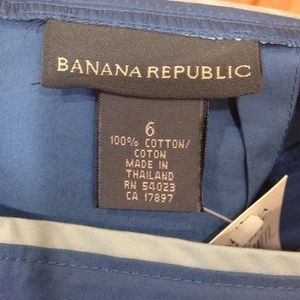 BANANA REPUBLIC
6
100% COTTON/
COTON
MADE IN
THAILAND
RN 54023
CA 17897